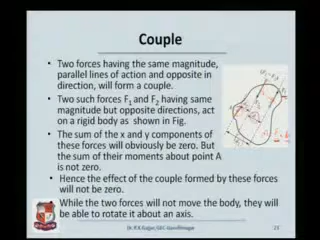 Couple
• Two forces having the same magnitude,
parallel lines of action and opposite in
direction, will form a couple.
• Two such forces F1 and F2 having same
magnitude but opposite directions, act
on a rigid body as shown in Fig.
• The sum of the x and y components of
these forces will obviously be zero. But
the sum of their moments about point A
is not zero.
• Hence the effect of the couple formed by these forces
will not be zero.
While the two forces will not move the body, they will
be able to rotate it about an axis.